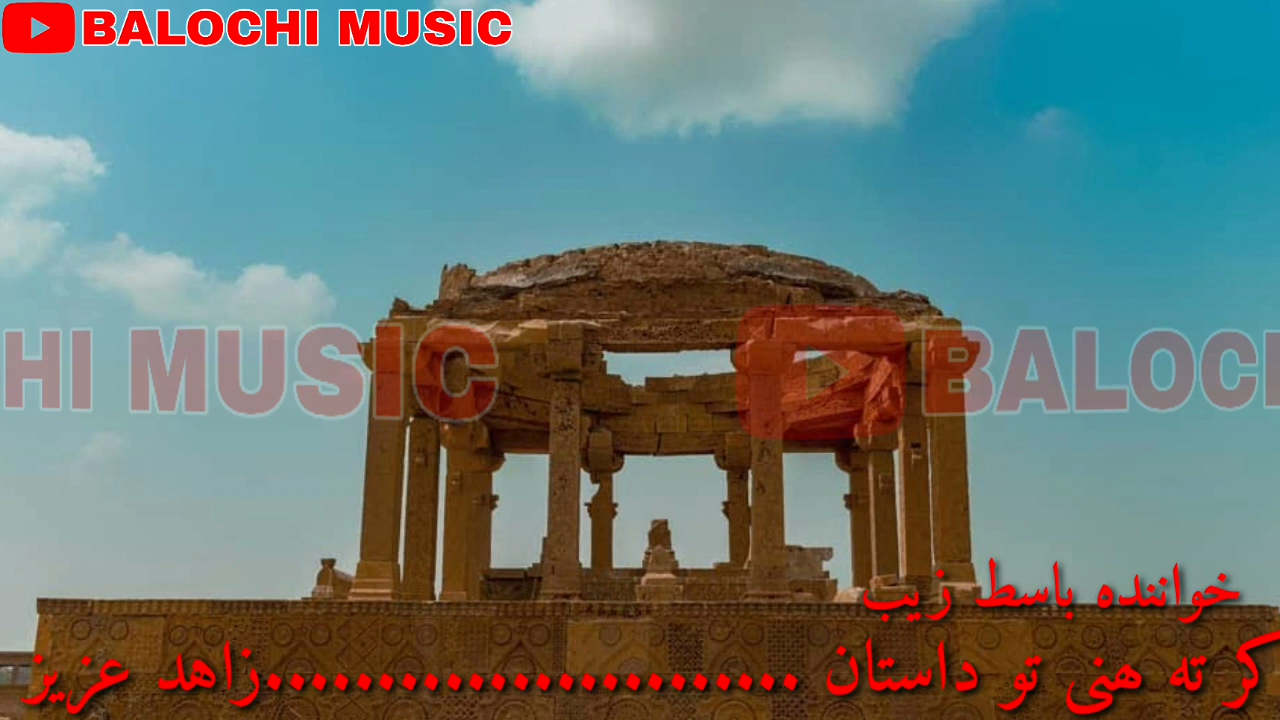 BALOCHI MUSIC
HI MUSIC BALOCH
خواننده باسط زیب
کر ته هنی تو داستان ........................زاهد عزیز